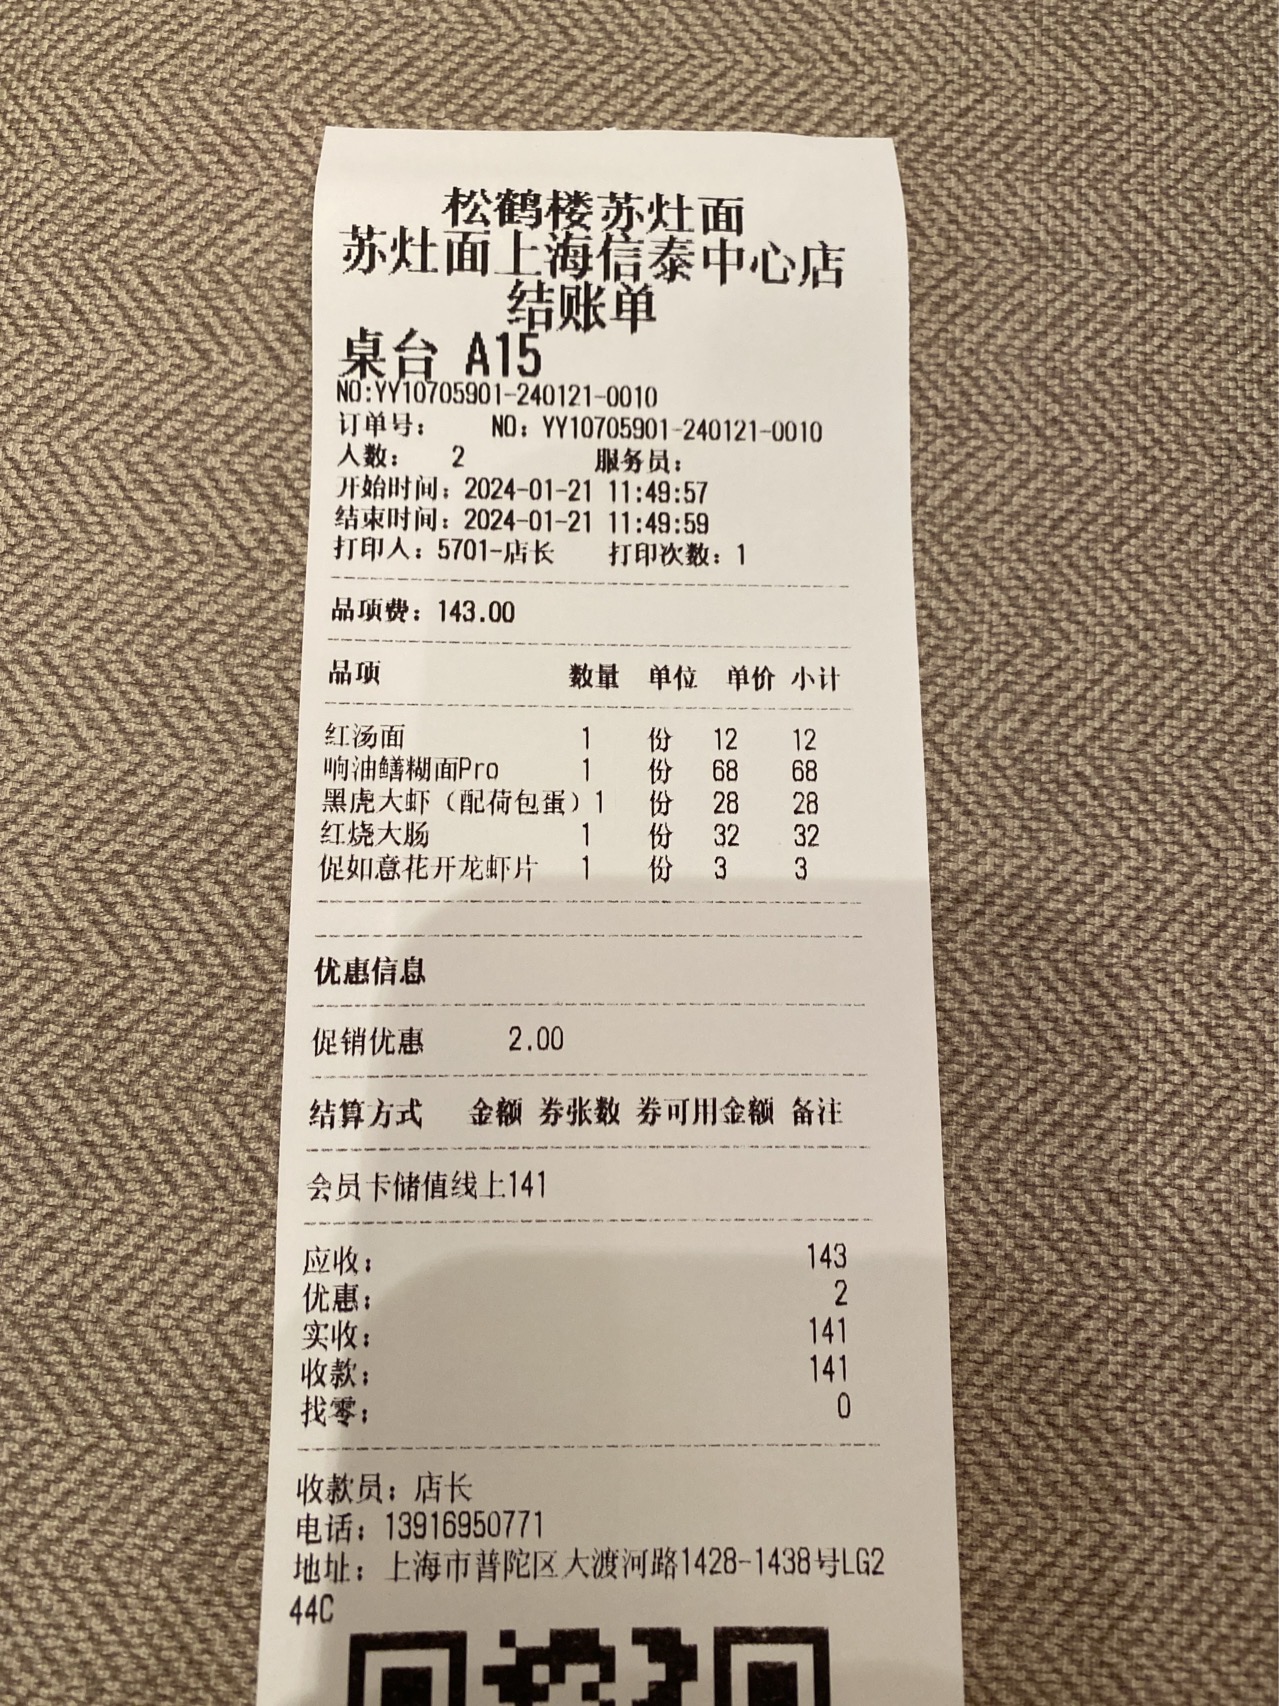 松鹤楼苏灶面
苏灶面上海信泰中心店
结账单
桌台 A15
NO:YY10705901-240121-0010
订单号: NO: YY10705901-240121-0010
人数: 2 服务员:
开始时间: 2024-01-21 11:49:57
结束时间: 2024-01-21 11:49:59
打印人: 5701-店长 打印次数: 1
品项费: 143.00
品项 数量 单位 单价 小计
红汤面 1 份 12 12
响油鳝糊面Pro 1 份 68 68
黑虎大虾（配荷包蛋）1 份 28 28
红烧大肠 1 份 32 32
促如意花开龙虾片 1 份 3 3
优惠信息
促销优惠 2.00
结算方式 金额 券张数 券可用金额 备注
会员卡储值线上141
应收: 143
优惠: 2
实收: 141
收款: 141
找零: 0
收款员: 店长
电话: 13916950771
地址: 上海市普陀区大渡河路1428-1438号LG2
44C